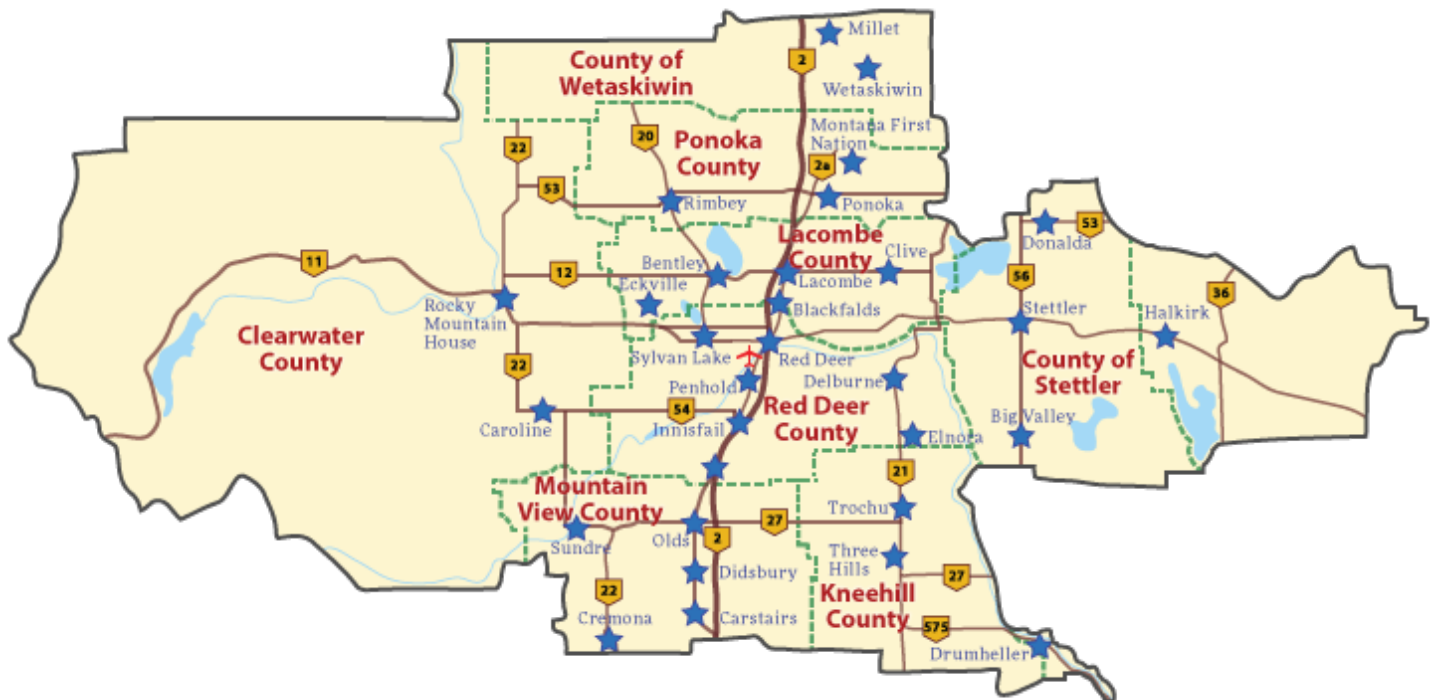 Millet
2
County of
Wetaskiwin
Wetaskiwin
Montana First
Nation
20
22
Ponoka
County
2a
53
Rimbey
Ponoka
Lacombe
County
Clive
53
Donalda
11
12
Bentley
Eckville
Lacombe
56
36
Rocky
Mountain
House
Blackfalds
Stettler
Halkirk
Clearwater
County
22
Sylvan Lake
Red Deer
Penhold
Delburne
County of
Stettler
Caroline
54
Innisfail
Red Deer
County
Elnora
Big Valley
21
Mountain
View County
27
Trochu
Sundre
Olds
2
Three
Hills
Didsbury
27
22
Kneehill
County
Cremona
Carstairs
575
Drumheller